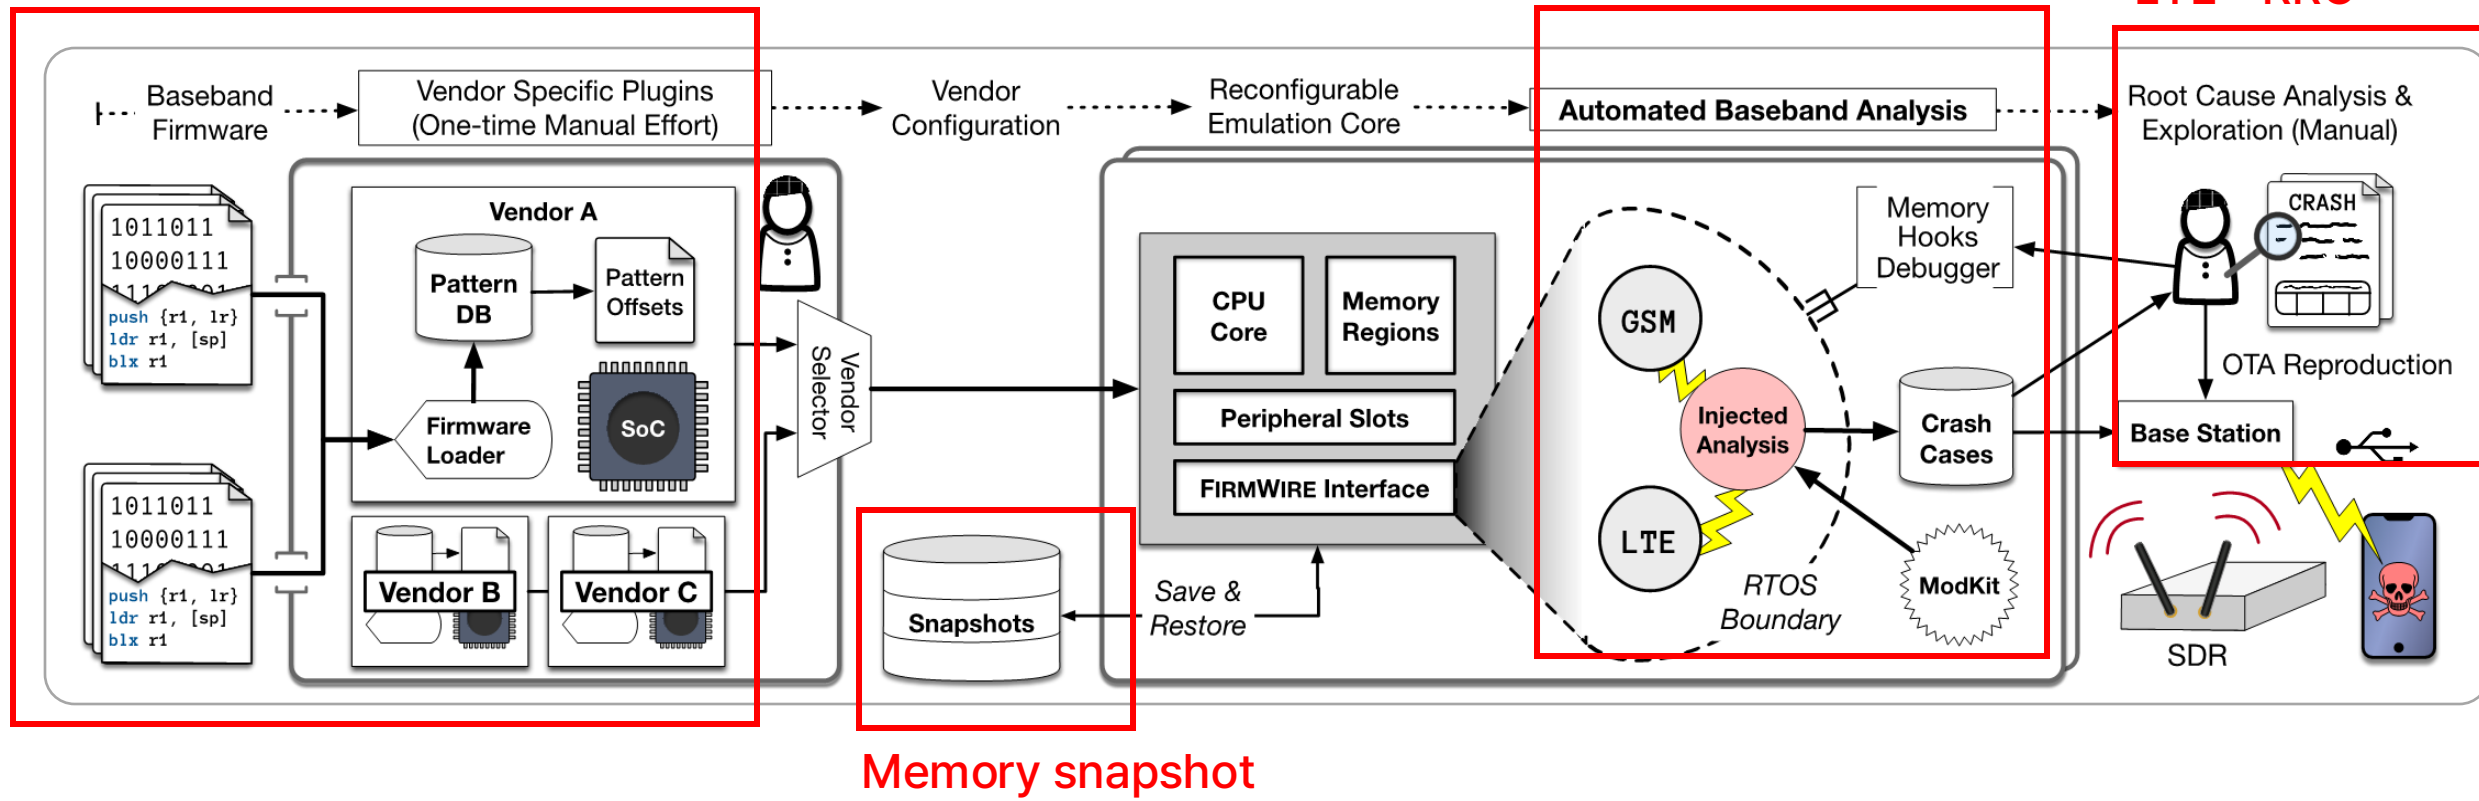 Baseband
Firmware
Vendor Specific Plugins
(One-time Manual Effort)
Vendor
Configuration
Reconfigurable
Emulation Core
Automated Baseband Analysis
Root Cause Analysis &
Exploration (Manual)
1011011
10000111
push {r1, lr}
ldr r1, [sp]
blx r1
1011011
10000111
push {r1, lr}
ldr r1, [sp]
blx r1
Vendor A
Pattern
DB
Pattern
Offsets
Firmware
Loader
SoC
Vendor B
Vendor C
Vendor
Selector
Snapshots
Save &
Restore
CPU
Core
Memory
Regions
Peripheral Slots
FIRMWIRE Interface
GSM
LTE
Injected
Analysis
RTOS
Boundary
ModKit
Memory
Hooks
Debugger
Crash
Cases
CRASH
OTA Reproduction
Base Station
SDR
Memory snapshot